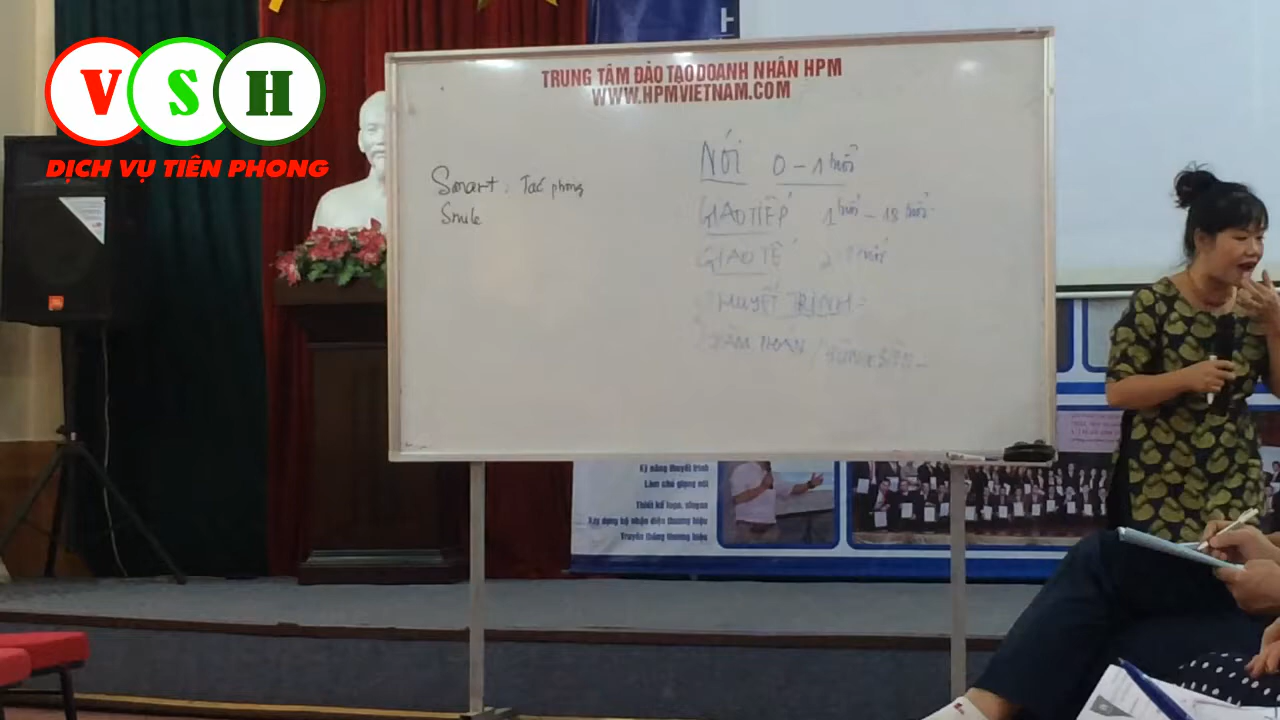 VSH
DỊCH VỤ TIÊN PHONG
TRUNG TÂM ĐÀO TẠO DOANH NHÂN HPM
WWW.HPMVIETNAM.COM
Smart: Tác phong
Smile
NÓI 0 - 1 tuổi
GIAO TIẾP 1 tuổi - 18 tuổi
GIAO TẾ
TRÌNH
Kỹ năng thuyết trình
Làm chủ giọng nói
Thiết kế logo, slogan
Xây dựng bộ nhận diện thương hiệu
Truyền thông thương hiệu